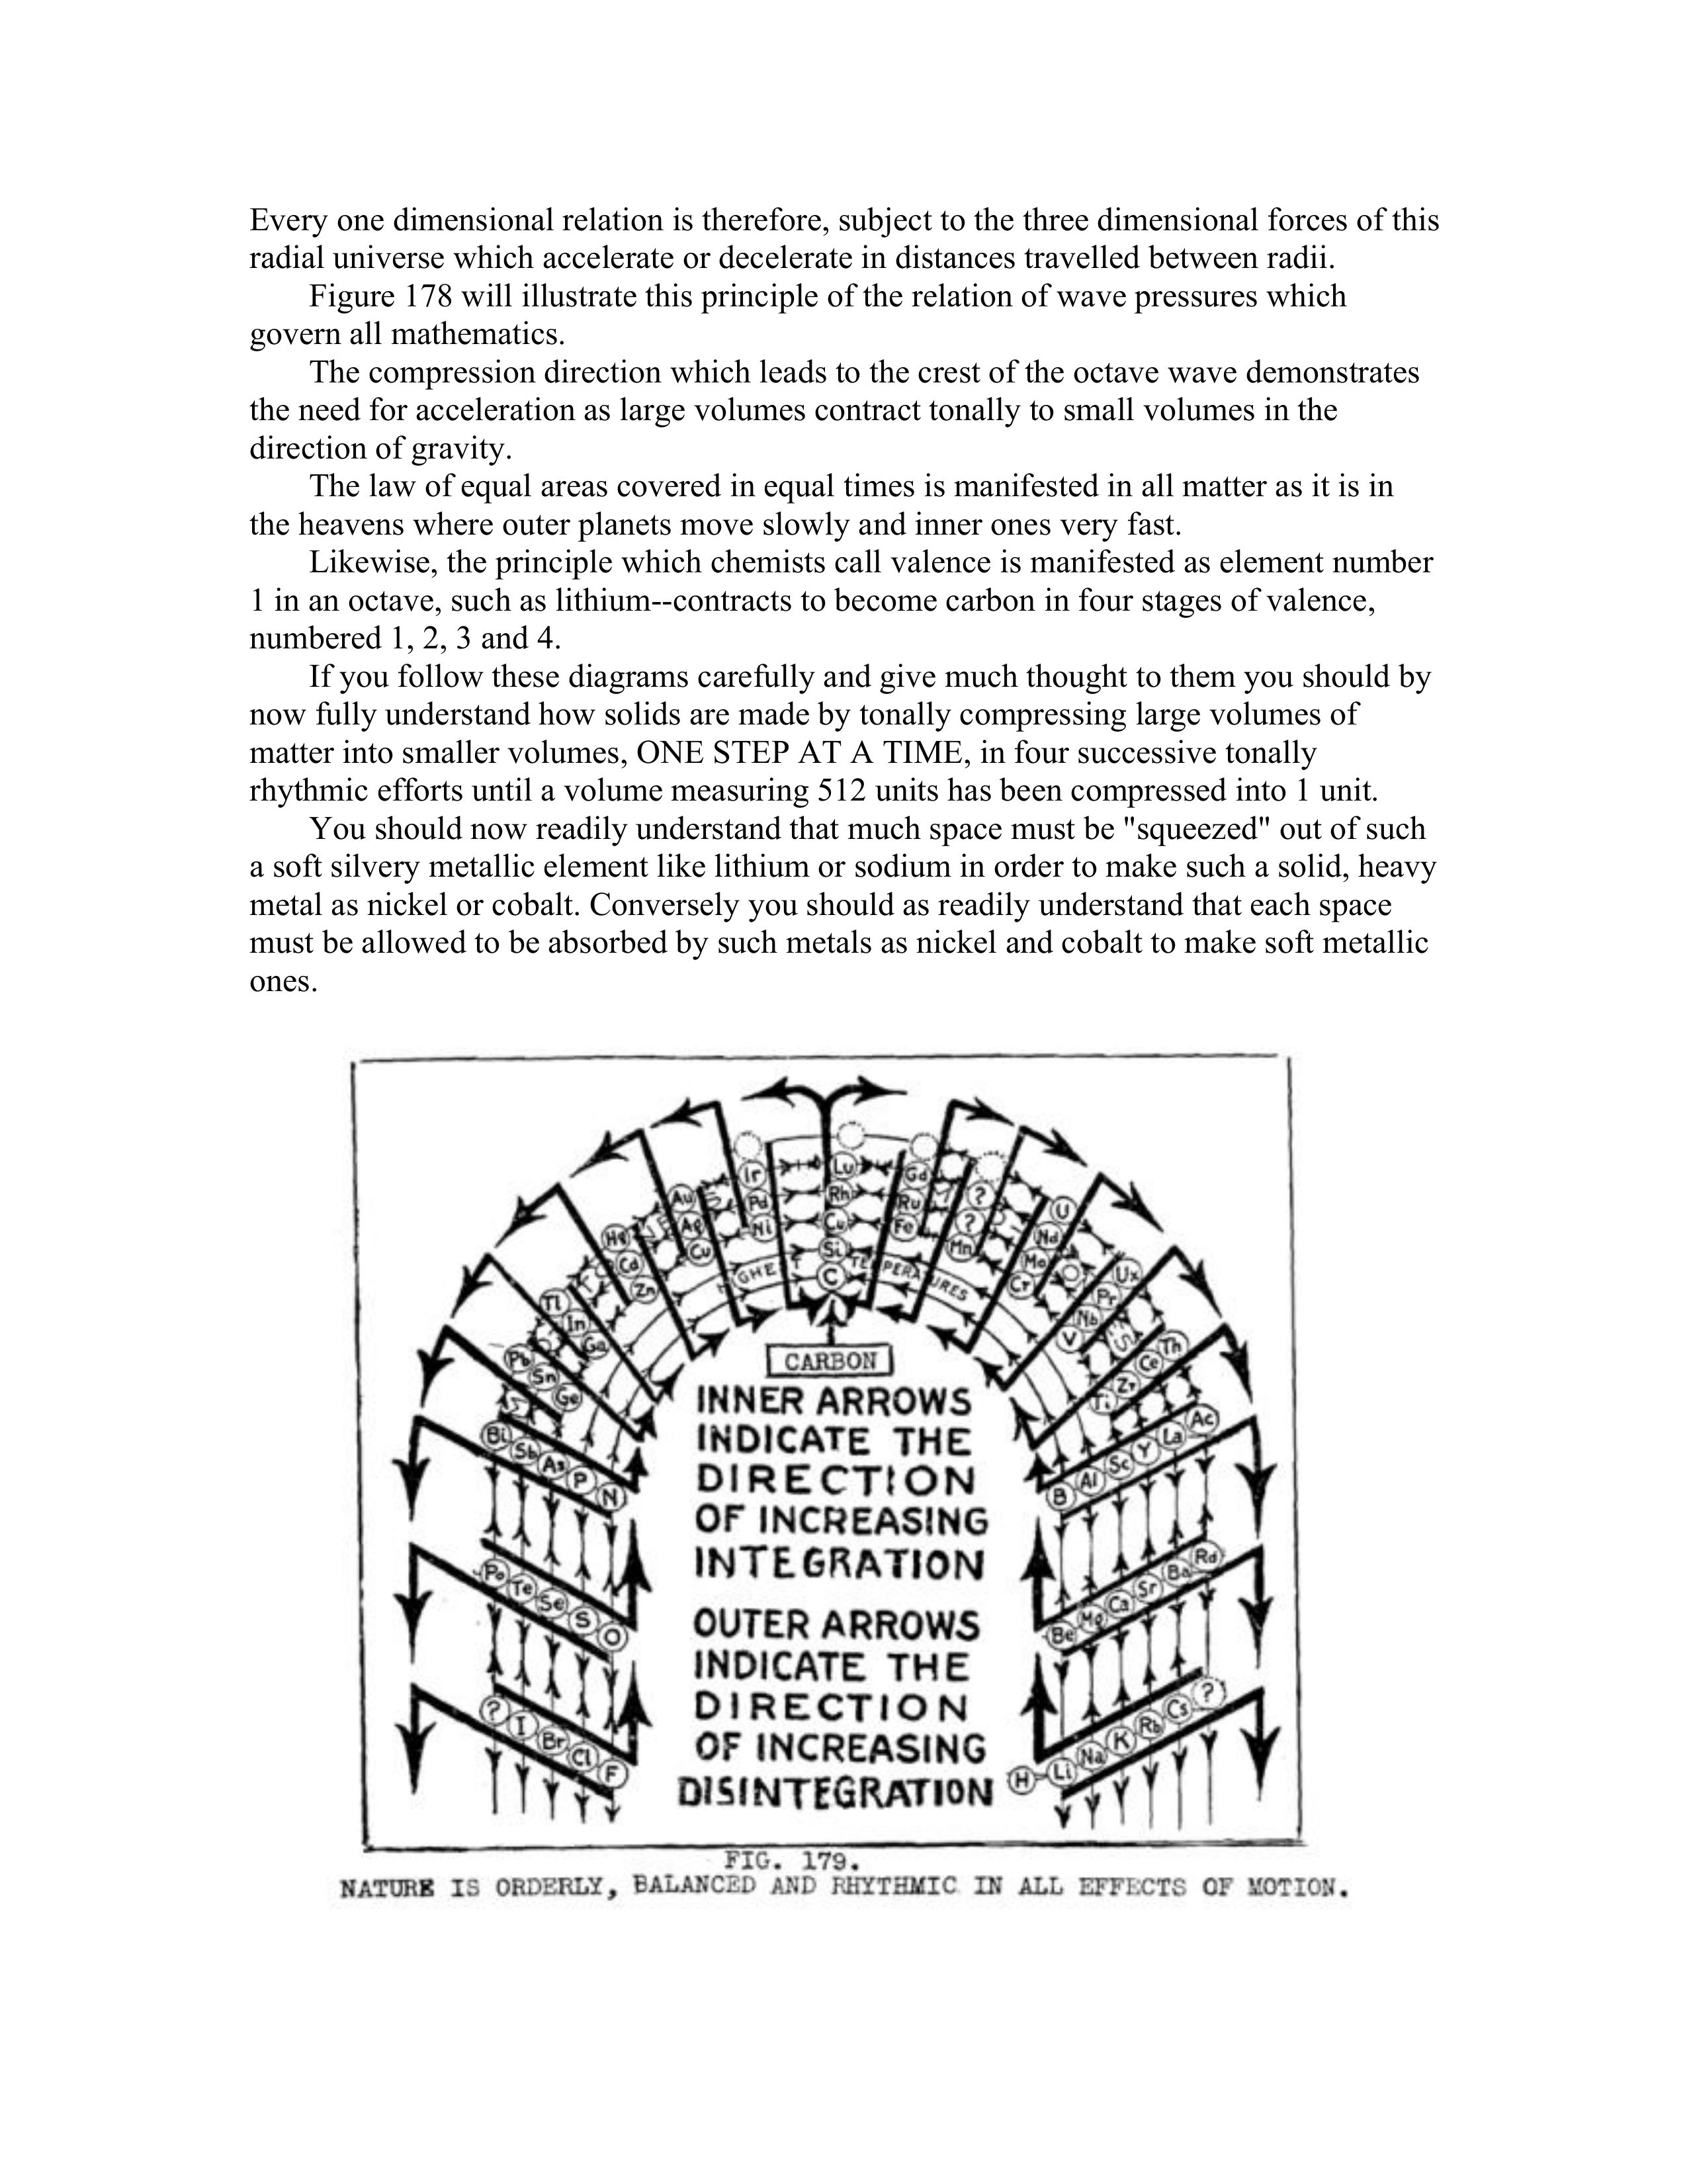 Every one dimensional relation is therefore, subject to the three dimensional forces of this
radial universe which accelerate or decelerate in distances travelled between radii.
Figure 178 will illustrate this principle of the relation of wave pressures which
govern all mathematics.
The compression direction which leads to the crest of the octave wave demonstrates
the need for acceleration as large volumes contract tonally to small volumes in the
direction of gravity.
The law of equal areas covered in equal times is manifested in all matter as it is in
the heavens where outer planets move slowly and inner ones very fast.
Likewise, the principle which chemists call valence is manifested as element number
1 in an octave, such as lithium--contracts to become carbon in four stages of valence,
numbered 1, 2, 3 and 4.
If you follow these diagrams carefully and give much thought to them you should by
now fully understand how solids are made by tonally compressing large volumes of
matter into smaller volumes, ONE STEP AT A TIME, in four successive tonally
rhythmic efforts until a volume measuring 512 units has been compressed into 1 unit.
You should now readily understand that much space must be "squeezed" out of such
a soft silvery metallic element like lithium or sodium in order to make such a solid, heavy
metal as nickel or cobalt. Conversely you should as readily understand that each space
must be allowed to be absorbed by such metals as nickel and cobalt to make soft metallic
ones.
Ir Pd Ni
Lu Rh Co Si C
Gd Ru Fe
? ? Mn
U Nd Mo Cr
Ux Pr Nb V
Th Ce Zr Ti
Ac La Y Sc Al B
Rd Ba Sr Ca Mg Be
? Cs Rb K Na Li H
Au Ag Cu
Hg Cd Zn
Tl In Ga
Pb Sn Ge
Bi Sb As P N
Po Te Se S O
? I Br Cl F
TEMPERATURES
CARBON
INNER ARROWS
INDICATE THE
DIRECTION
OF INCREASING
INTEGRATION
OUTER ARROWS
INDICATE THE
DIRECTION
OF INCREASING
DISINTEGRATION
FIG. 179.
NATURE IS ORDERLY, BALANCED AND RHYTHMIC IN ALL EFFECTS OF MOTION.